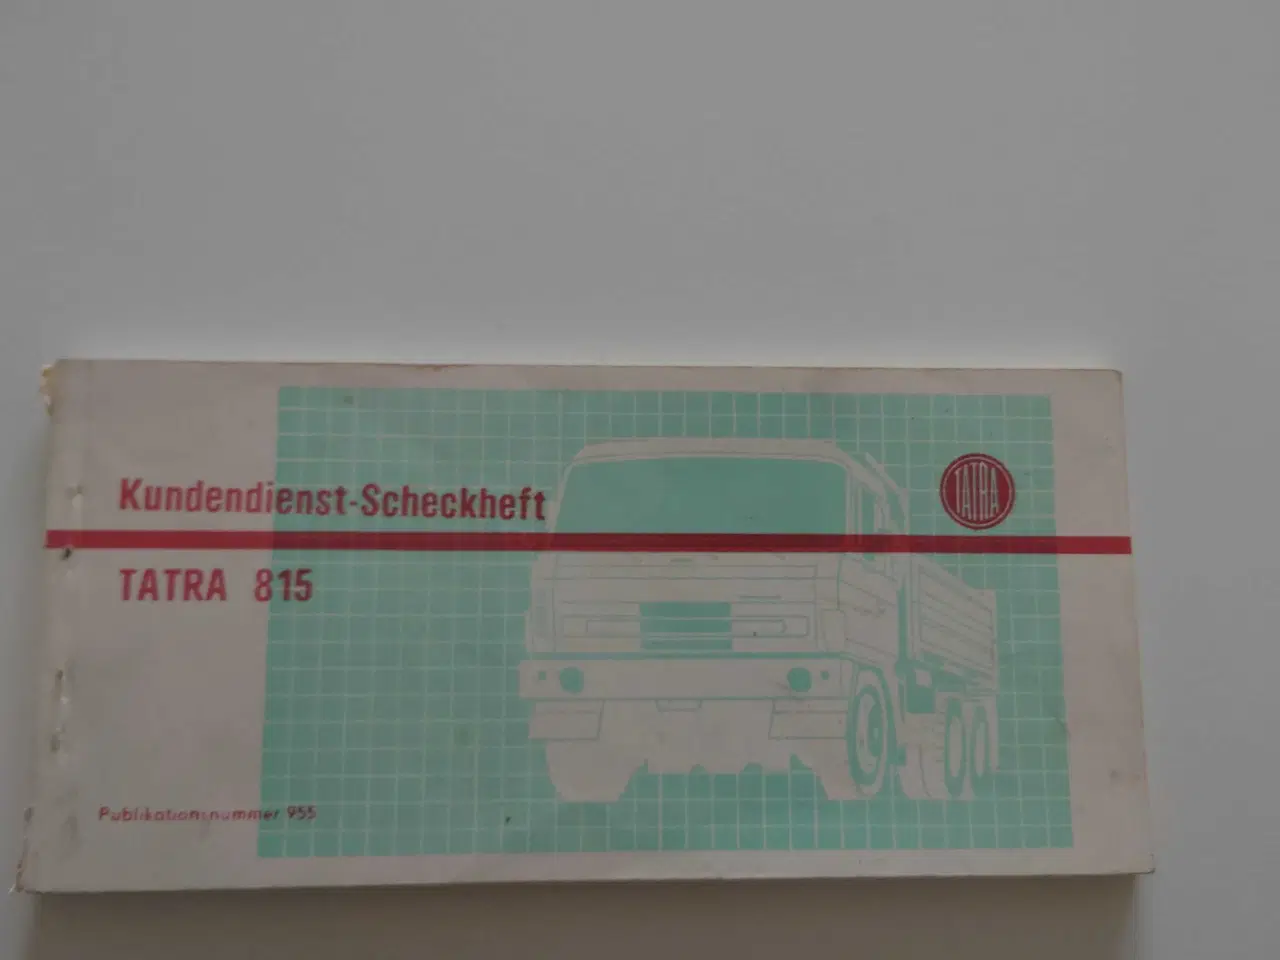 Kundendienst-Scheckheft
TATRA
TATRA 815
Publikationsnummer 955